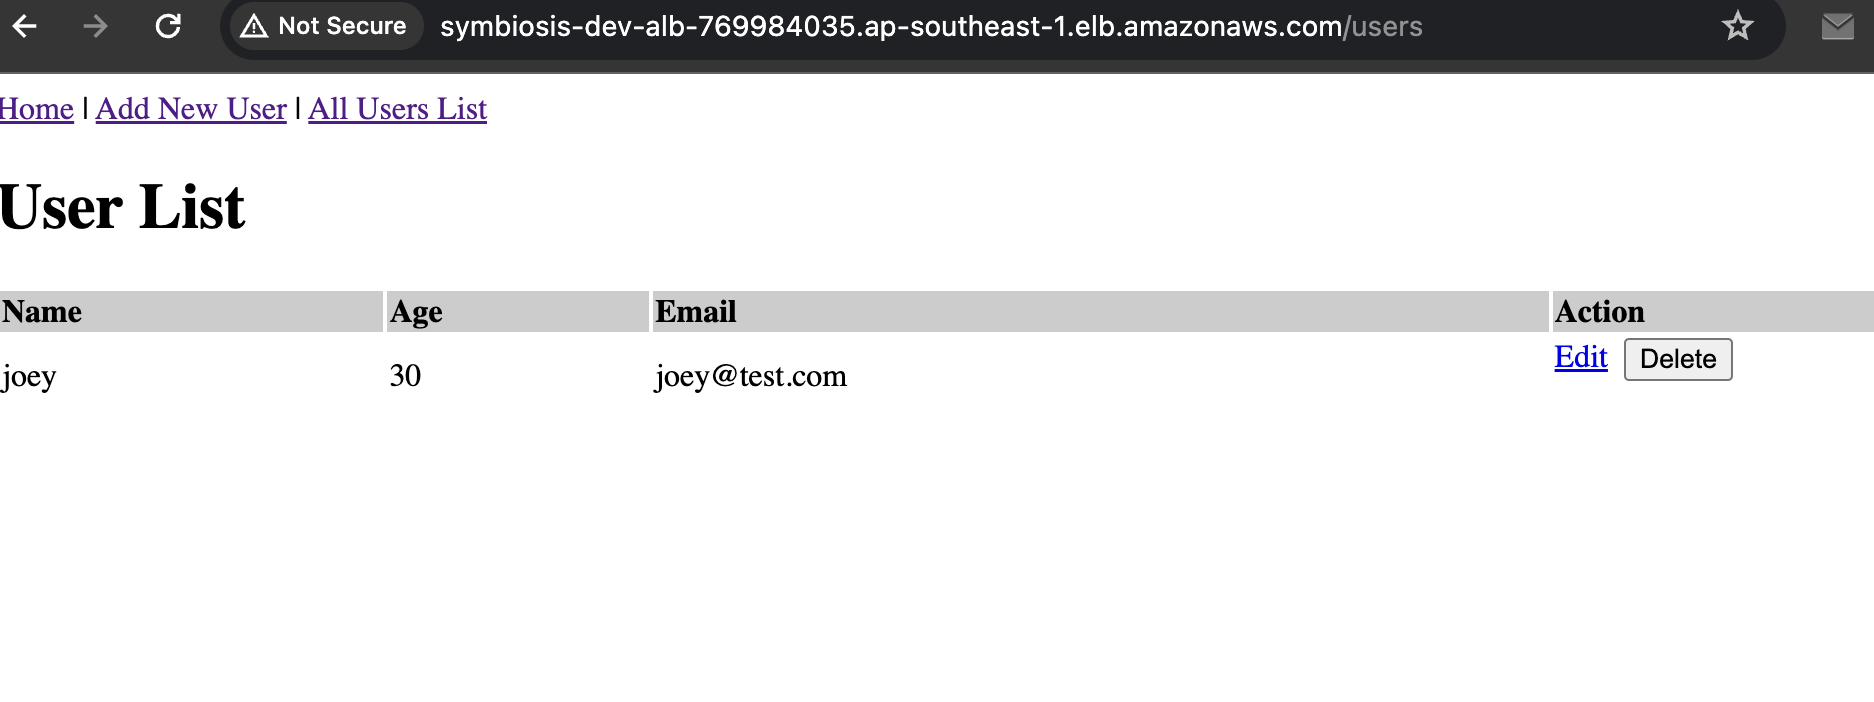 Not Secure symbiosis-dev-alb-769984035.ap-southeast-1.elb.amazonaws.com/users
Home | Add New User | All Users List
User List
Name Age Email Action
joey 30 joey@test.com Edit Delete